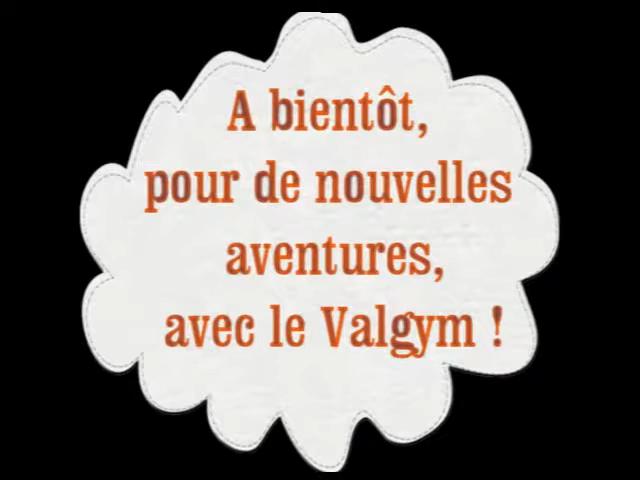 A bientôt,
pour de nouvelles
aventures,
avec le Valgym !